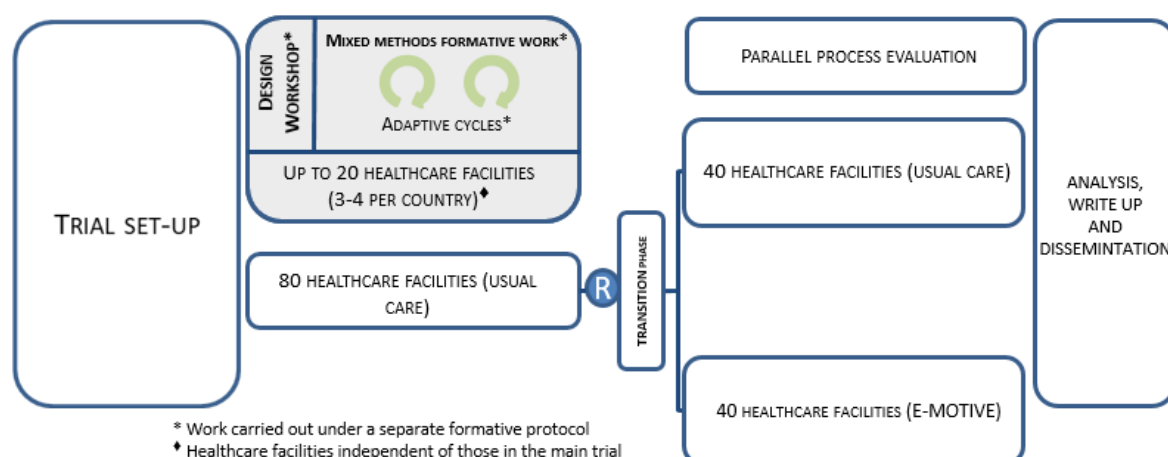 TRIAL SET-UP
DESIGN
WORKSHOP*
MIXED METHODS FORMATIVE WORK*
ADAPTIVE CYCLES*
UP TO 20 HEALTHCARE FACILITIES
(3-4 PER COUNTRY)♦
80 HEALTHCARE FACILITIES (USUAL
CARE)
R
TRANSITION PHASE
PARALLEL PROCESS EVALUATION
40 HEALTHCARE FACILITIES (USUAL CARE)
40 HEALTHCARE FACILITIES (E-MOTIVE)
ANALYSIS,
WRITE UP
AND
DISSEMINTATION
* Work carried out under a separate formative protocol
♦ Healthcare facilities independent of those in the main trial